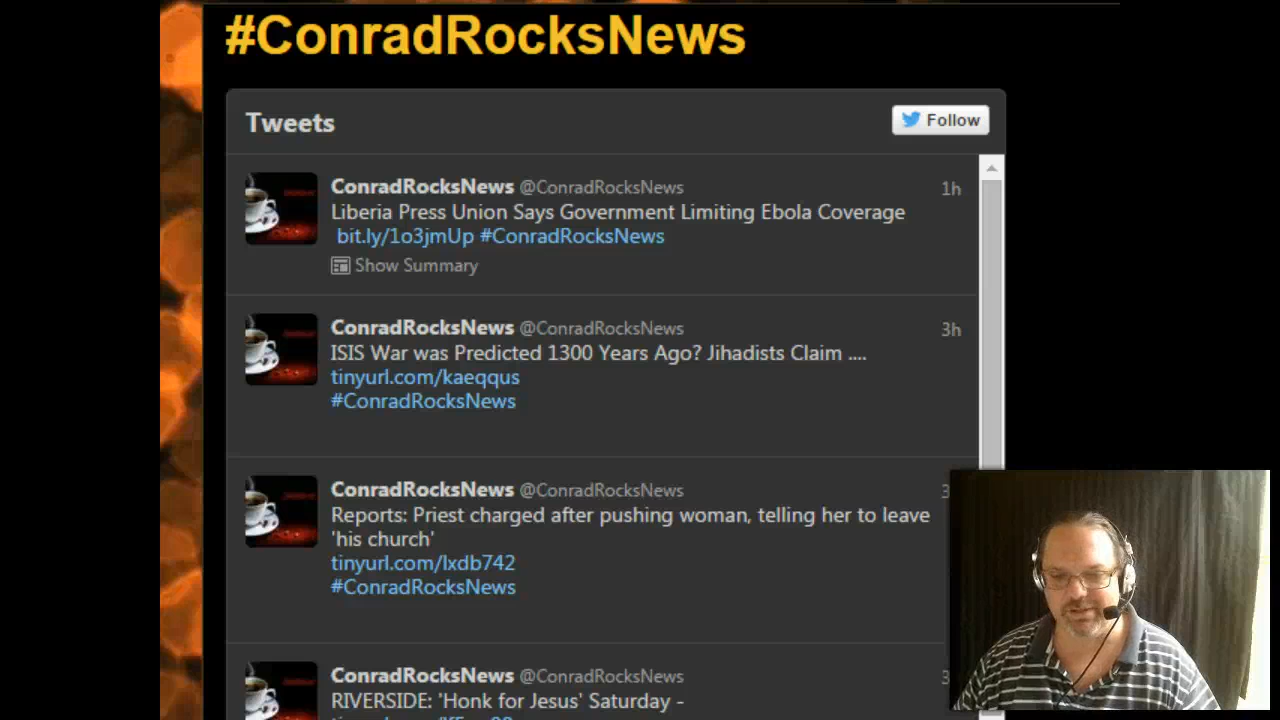 #ConradRocksNews
Tweets
Follow
ConradRocksNews @ConradRocksNews 1h
Liberia Press Union Says Government Limiting Ebola Coverage
bit.ly/1o3jmUp #ConradRocksNews
Show Summary
ConradRocksNews @ConradRocksNews 3h
ISIS War was Predicted 1300 Years Ago? Jihadists Claim ....
tinyurl.com/kaeqqus
#ConradRocksNews
ConradRocksNews @ConradRocksNews 3
Reports: Priest charged after pushing woman, telling her to leave
'his church'
tinyurl.com/lxdb742
#ConradRocksNews
ConradRocksNews @ConradRocksNews 3
RIVERSIDE: 'Honk for Jesus' Saturday -